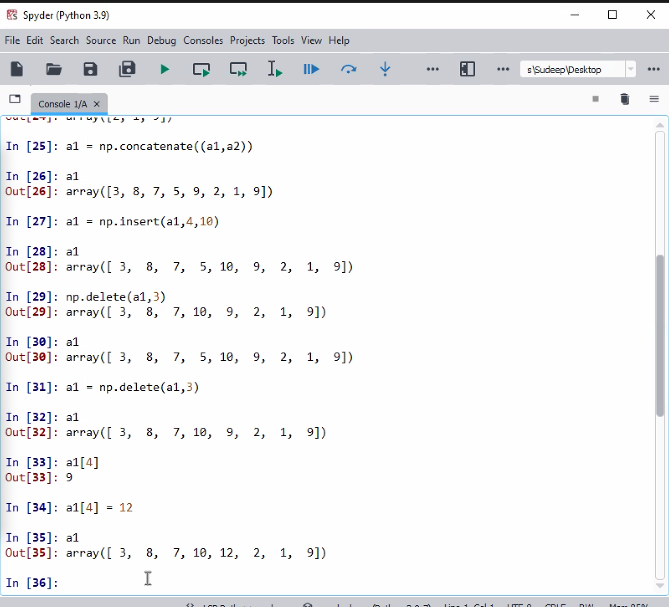 Spyder (Python 3.9)
File Edit Search Source Run Debug Consoles Projects Tools View Help
s\Sudeep\Desktop
Console 1/A
Out[24]: array([2, 1, 9])
In [25]: a1 = np.concatenate((a1,a2))
In [26]: a1
Out[26]: array([3, 8, 7, 5, 9, 2, 1, 9])
In [27]: a1 = np.insert(a1,4,10)
In [28]: a1
Out[28]: array([ 3,  8,  7,  5, 10,  9,  2,  1,  9])
In [29]: np.delete(a1,3)
Out[29]: array([ 3,  8,  7, 10,  9,  2,  1,  9])
In [30]: a1
Out[30]: array([ 3,  8,  7,  5, 10,  9,  2,  1,  9])
In [31]: a1 = np.delete(a1,3)
In [32]: a1
Out[32]: array([ 3,  8,  7, 10,  9,  2,  1,  9])
In [33]: a1[4]
Out[33]: 9
In [34]: a1[4] = 12
In [35]: a1
Out[35]: array([ 3,  8,  7, 10, 12,  2,  1,  9])
In [36]: